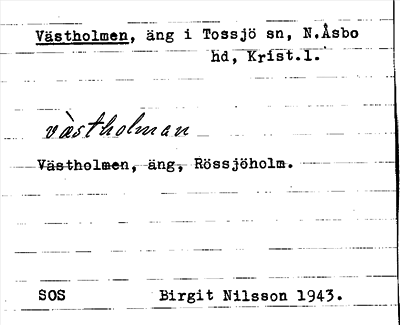 Västholmen, äng i Tossjö sn, N.Åsbo
hd, Krist.l.
västholman
Västholmen, äng, Rössjöholm.
SOS Birgit Nilsson 1943.